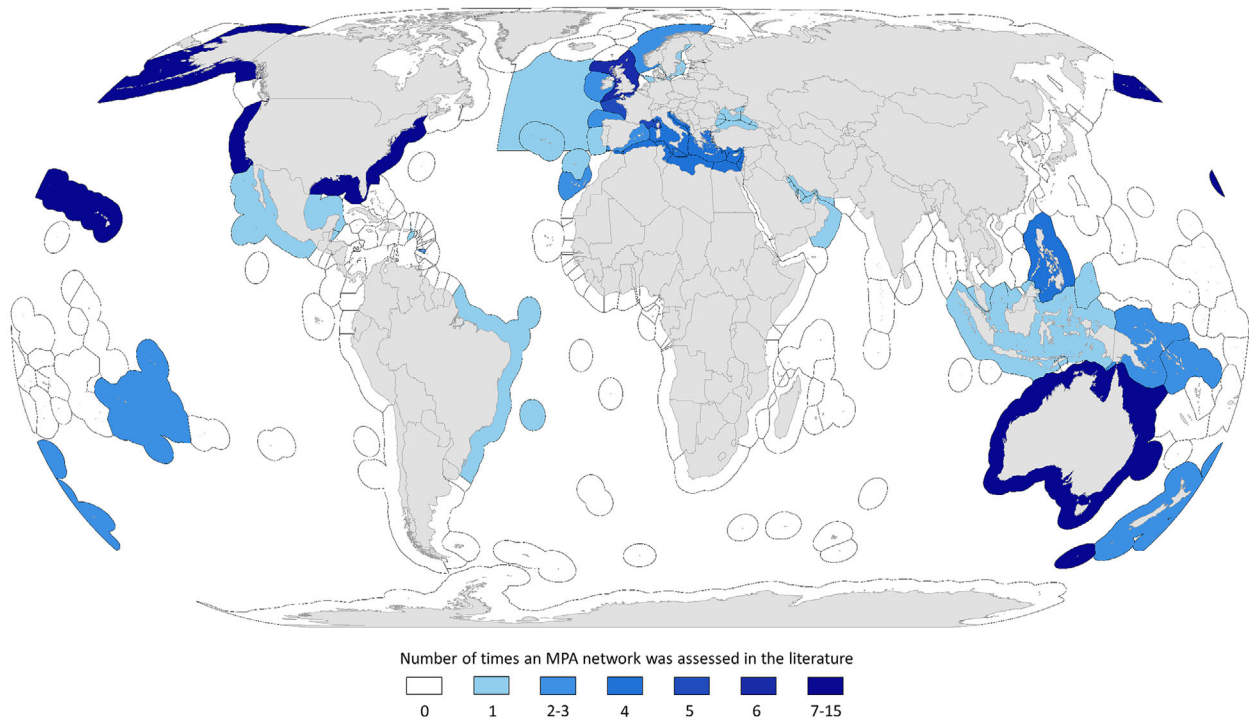 Number of times an MPA network was assessed in the literature
0 1 2-3 4 5 6 7-15